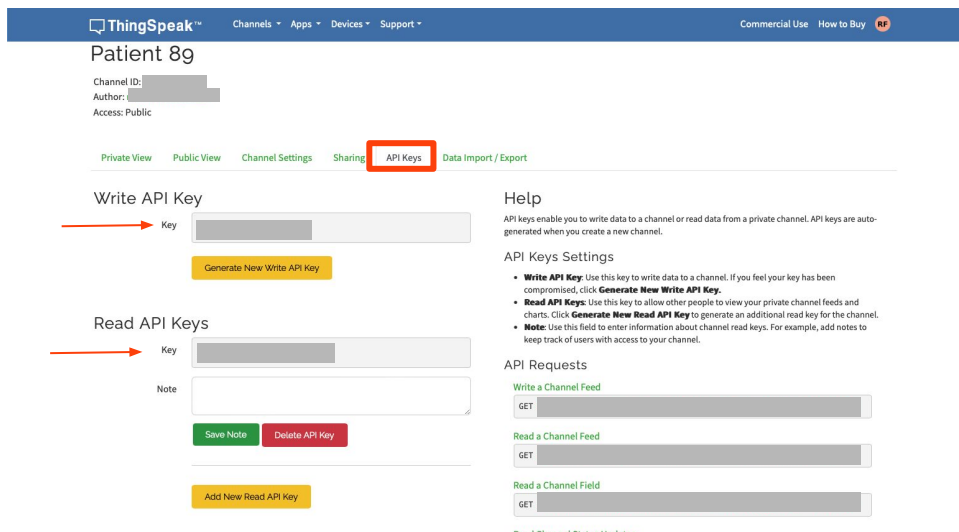 ThingSpeak™ Channels Apps Devices Support Commercial Use How to Buy RF
Patient 89
Channel ID:
Author:
Access: Public
Private View Public View Channel Settings Sharing API Keys Data Import / Export
Write API Key
Key
Generate New Write API Key
Read API Keys
Key
Note
Save Note Delete API Key
Add New Read API Key
Help
API keys enable you to write data to a channel or read data from a private channel. API keys are auto-
generated when you create a new channel.
API Keys Settings
• Write API Key: Use this key to write data to a channel. If you feel your key has been
compromised, click Generate New Write API Key.
• Read API Keys: Use this key to allow other people to view your private channel feeds and
charts. Click Generate New Read API Key to generate an additional read key for the channel.
• Note: Use this field to enter information about channel read keys. For example, add notes to
keep track of users with access to your channel.
API Requests
Write a Channel Feed
GET
Read a Channel Feed
GET
Read a Channel Field
GET